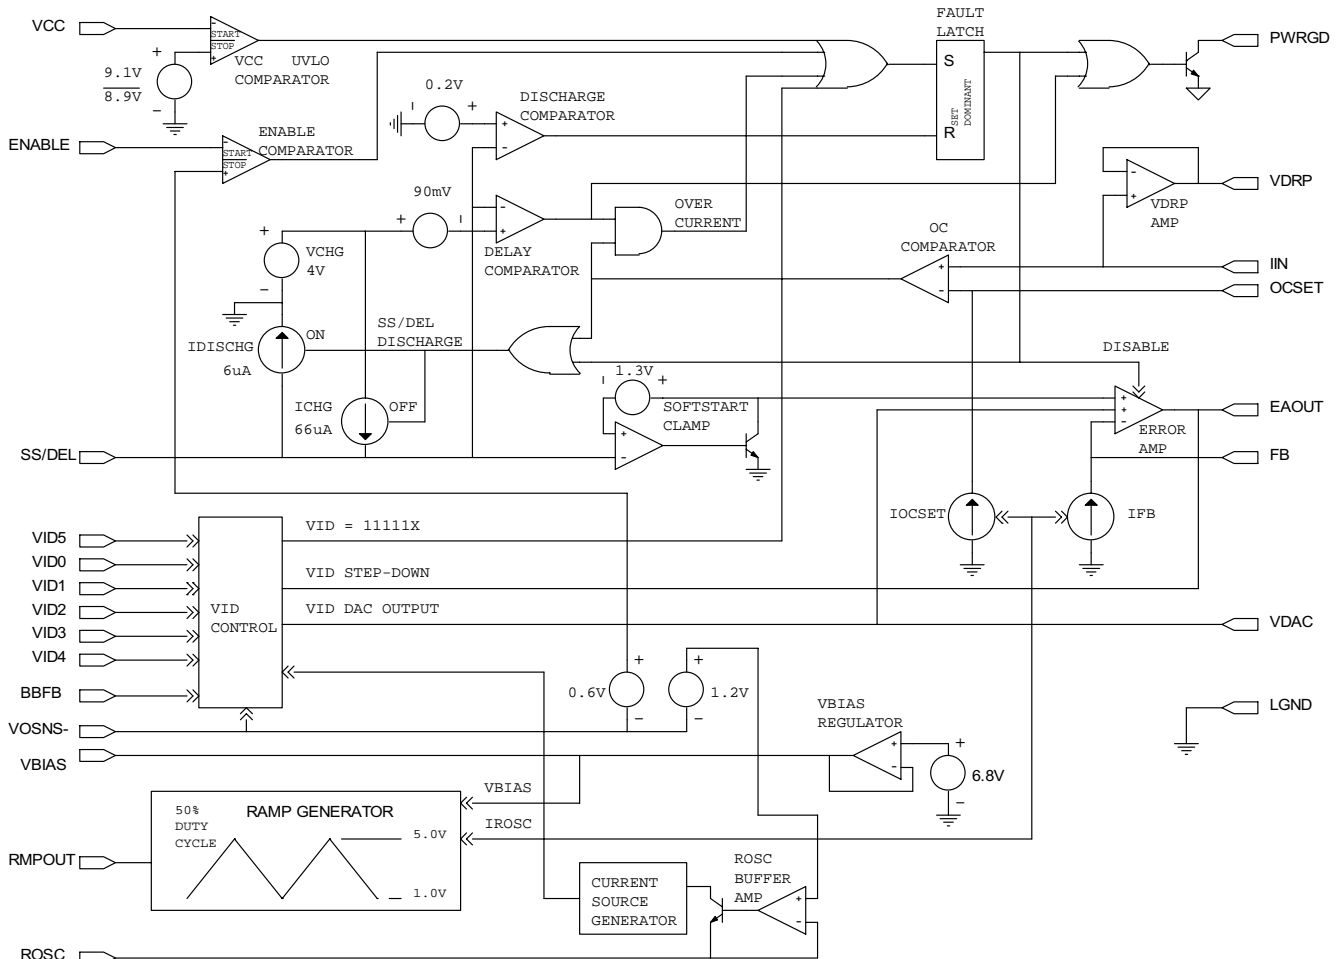 VCC
START
STOP
VCC UVLO
COMPARATOR
+
9.1V
8.9V
−
FAULT
LATCH
S
SET
DOMINANT
R
PWRGD
0.2V
−
+
DISCHARGE
COMPARATOR
+
−
ENABLE
−
START
STOP
+
ENABLE
COMPARATOR
90mV
+
−
−
+
DELAY
COMPARATOR
OVER
CURRENT
OC
COMPARATOR
+
−
−
+
VDRP
AMP
VDRP
IIN
OCSET
+
VCHG
4V
−
IDISCHG
6uA
ON
SS/DEL
DISCHARGE
ICHG
66uA
OFF
1.3V
−
+
SOFTSTART
CLAMP
+
−
DISABLE
+
+
−
ERROR
AMP
EAOUT
FB
SS/DEL
IOCSET
IFB
VID5
VID0
VID1
VID2
VID3
VID4
BBFB
VOSNS-
VBIAS
VID
CONTROL
VID = 11111X
VID STEP-DOWN
VID DAC OUTPUT
VDAC
+
0.6V
−
+
1.2V
−
VBIAS
REGULATOR
+
−
+
6.8V
−
LGND
VBIAS
IROSC
50%
DUTY
CYCLE
RAMP GENERATOR
5.0V
1.0V
RMPOUT
CURRENT
SOURCE
GENERATOR
ROSC
BUFFER
AMP
+
−
ROSC